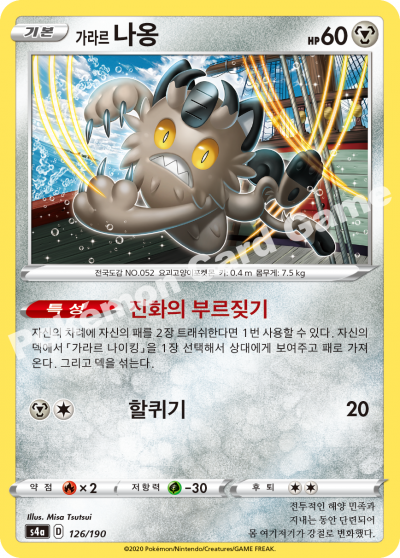 기본 가라르 나옹 HP 60
전국도감 NO.052 요괴고양이포켓몬 키: 0.4 m 몸무게: 7.5 kg
특성 진화의 부르짖기
자신의 차례에 자신의 패를 2장 트래쉬한다면 1번 사용할 수 있다. 자신의
덱에서 「가라르 나이킹」을 1장 선택해서 상대에게 보여주고 패로 가져
온다. 그리고 덱을 섞는다.
할퀴기 20
약점 ×2 저항력 -30 후퇴
Illus. Misa Tsutsui
s4a D 126/190
전투적인 해양 민족과
지내는 동안 단련되어
몸 여기저기가 강철로 변화했다.
©2020 Pokémon/Nintendo/Creatures/GAME FREAK.
Pokémon Card Game